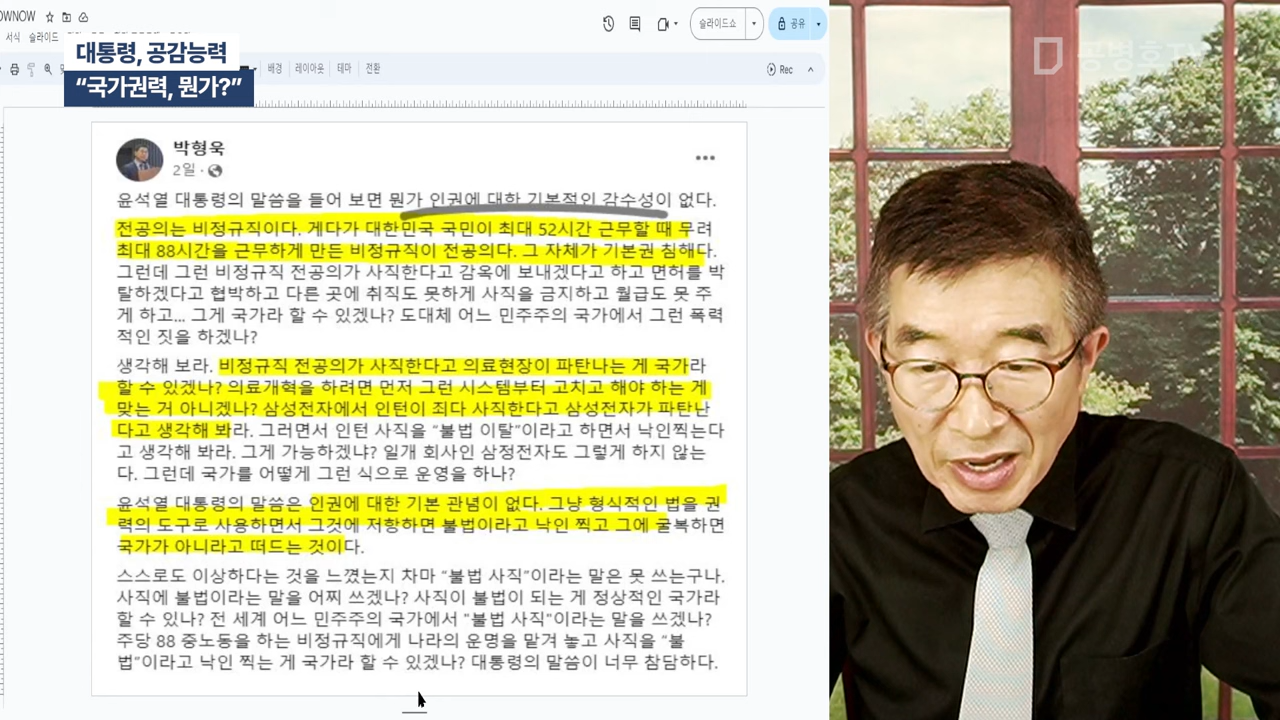 OWNOW
서식 슬라이드
슬라이드쇼
공유
대통령, 공감능력
“국가권력, 뭔가?”
배경 레이아웃 테마 전환
Rec
공병호TV
박형욱
2일
윤석열 대통령의 말씀을 들어 보면 뭔가 인권에 대한 기본적인 감수성이 없다.
전공의는 비정규직이다. 게다가 대한민국 국민이 최대 52시간 근무할 때 무려
최대 88시간을 근무하게 만든 비정규직이 전공의다. 그 자체가 기본권 침해다.
그런데 그런 비정규직 전공의가 사직한다고 감옥에 보내겠다고 하고 면허를 박
탈하겠다고 협박하고 다른 곳에 취직도 못하게 사직을 금지하고 월급도 못 주
게 하고... 그게 국가라 할 수 있겠나? 도대체 어느 민주주의 국가에서 그런 폭력
적인 짓을 하겠나?
생각해 보라. 비정규직 전공의가 사직한다고 의료현장이 파탄나는 게 국가라
할 수 있겠나? 의료개혁을 하려면 먼저 그런 시스템부터 고치고 해야 하는 게
맞는 거 아니겠나? 삼성전자에서 인턴이 죄다 사직한다고 삼성전자가 파탄난
다고 생각해 봐라. 그러면서 인턴 사직을 “불법 이탈”이라고 하면서 낙인찍는다
고 생각해 봐라. 그게 가능하겠냐? 일개 회사인 삼정전자도 그렇게 하지 않는
다. 그런데 국가를 어떻게 그런 식으로 운영을 하나?
윤석열 대통령의 말씀은 인권에 대한 기본 관념이 없다. 그냥 형식적인 법을 권
력의 도구로 사용하면서 그것에 저항하면 불법이라고 낙인 찍고 그에 굴복하면
국가가 아니라고 떠드는 것이다.
스스로도 이상하다는 것을 느꼈는지 차마 “불법 사직”이라는 말은 못 쓰는구나.
사직에 불법이라는 말을 어찌 쓰겠나? 사직이 불법이 되는 게 정상적인 국가라
할 수 있나? 전 세계 어느 민주주의 국가에서 "불법 사직"이라는 말을 쓰겠나?
주당 88 중노동을 하는 비정규직에게 나라의 운명을 맡겨 놓고 사직을 “불
법”이라고 낙인 찍는 게 국가라 할 수 있겠나? 대통령의 말씀이 너무 참담하다.